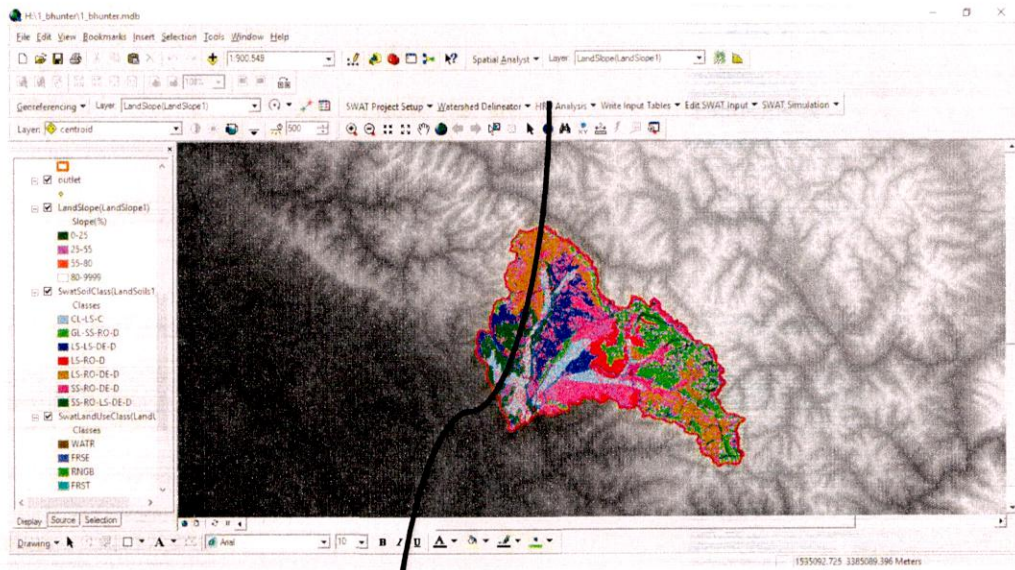 H:\1_bhunter\1_bhunter.mdb
File Edit View Bookmarks Insert Selection Tools Window Help
1:900,548 Spatial Analyst Layer: LandSlope(LandSlope1)
100%
Georeferencing Layer: LandSlope(LandSlope1) SWAT Project Setup Watershed Delineator Analysis Write Input Tables Edit SWAT Input SWAT Simulation
Layer: centroid 500
outlet
LandSlope(LandSlope1)
Slope(%)
0-25
25-55
55-80
80-9999
SwatSoilClass(LandSoils1
Classes
CL-LS-C
GL-SS-RO-D
LS-LS-DE-D
LS-RO-D
LS-RO-DE-D
SS-RO-DE-D
SS-RO-LS-DE-D
SwatLandUseClass(LandU
Classes
WATR
FRSE
RNGB
FRST
Display Source Selection
Drawing A Arial 10 B I U A
1535092.725 3385089.396 Meters